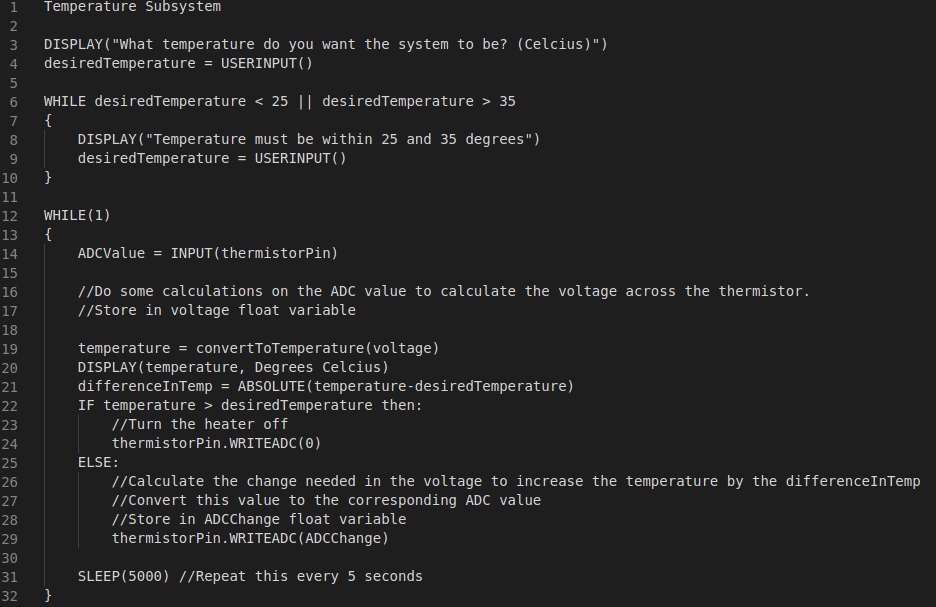 1 Temperature Subsystem
2
3 DISPLAY("What temperature do you want the system to be? (Celcius)")
4 desiredTemperature = USERINPUT()
5
6 WHILE desiredTemperature < 25 || desiredTemperature > 35
7 {
8     DISPLAY("Temperature must be within 25 and 35 degrees")
9     desiredTemperature = USERINPUT()
10 }
11
12 WHILE(1)
13 {
14     ADCValue = INPUT(thermistorPin)
15
16     //Do some calculations on the ADC value to calculate the voltage across the thermistor.
17     //Store in voltage float variable
18
19     temperature = convertToTemperature(voltage)
20     DISPLAY(temperature, Degrees Celcius)
21     differenceInTemp = ABSOLUTE(temperature-desiredTemperature)
22     IF temperature > desiredTemperature then:
23         //Turn the heater off
24         thermistorPin.WRITEADC(0)
25     ELSE:
26         //Calculate the change needed in the voltage to increase the temperature by the differenceInTemp
27         //Convert this value to the corresponding ADC value
28         //Store in ADCChange float variable
29         thermistorPin.WRITEADC(ADCChange)
30
31     SLEEP(5000) //Repeat this every 5 seconds
32 }